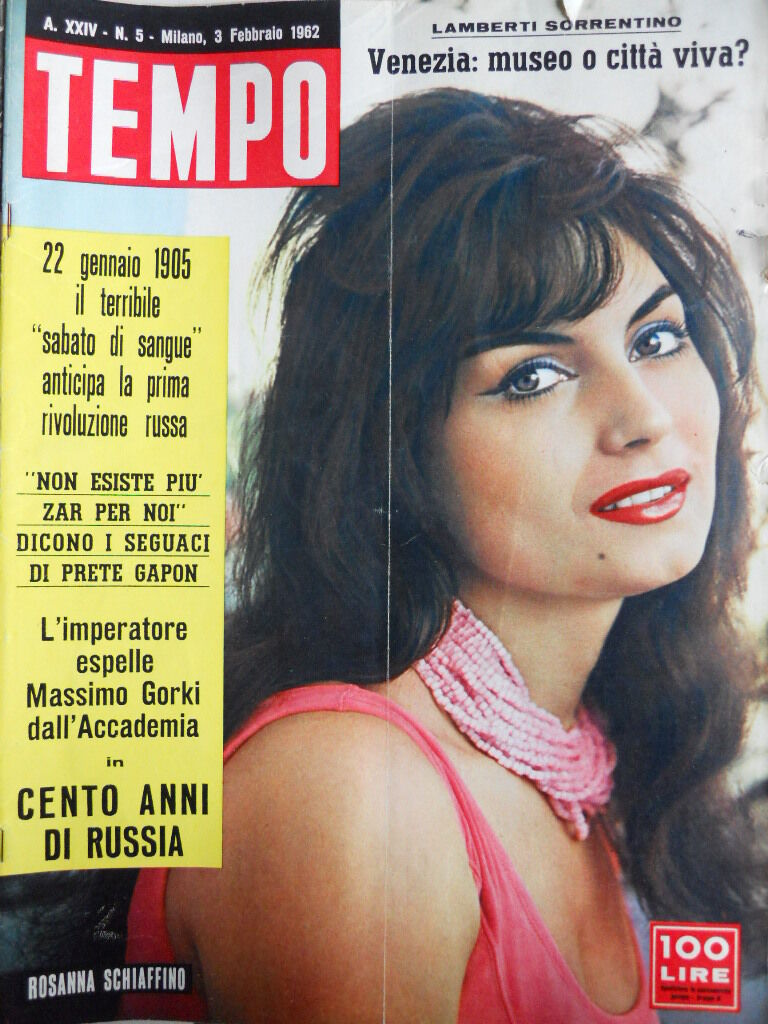 A. XXIV - N. 5 - Milano, 3 Febbraio 1962
TEMPO
LAMBERTI SORRENTINO
Venezia: museo o città viva?
22 gennaio 1905
il terribile
“sabato di sangue”
anticipa la prima
rivoluzione russa
"NON ESISTE PIU'
ZAR PER NOI"
DICONO I SEGUACI
DI PRETE GAPON
L'imperatore
espelle
Massimo Gorki
dall'Accademia
in
CENTO ANNI
DI RUSSIA
ROSANNA SCHIAFFINO
100
LIRE